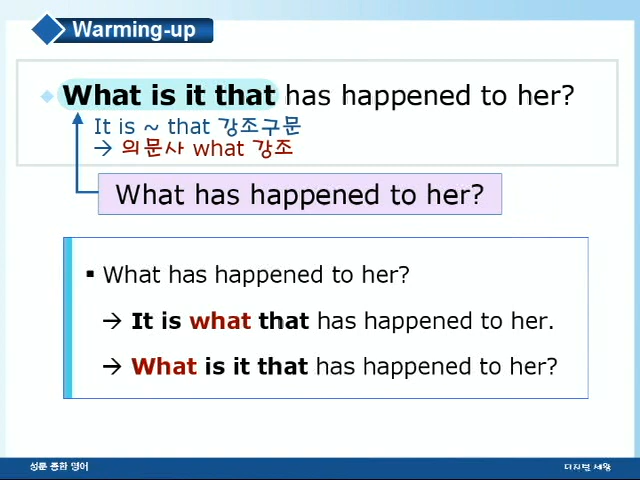 Warming-up
What is it that has happened to her?
It is ~ that 강조구문
→ 의문사 what 강조
What has happened to her?
▪ What has happened to her?
→ It is what that has happened to her.
→ What is it that has happened to her?
성문 종합 영어
디지털 세움